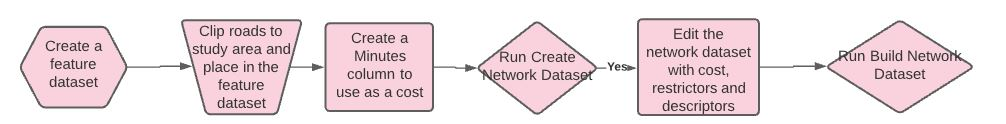 Create a
feature
dataset
Clip roads to
study area and
place in the
feature
dataset
Create a
Minutes
column to
use as a cost
Run Create
Network Dataset
Yes
Edit the
network dataset
with cost,
restrictors and
descriptors
Run Build Network
Dataset